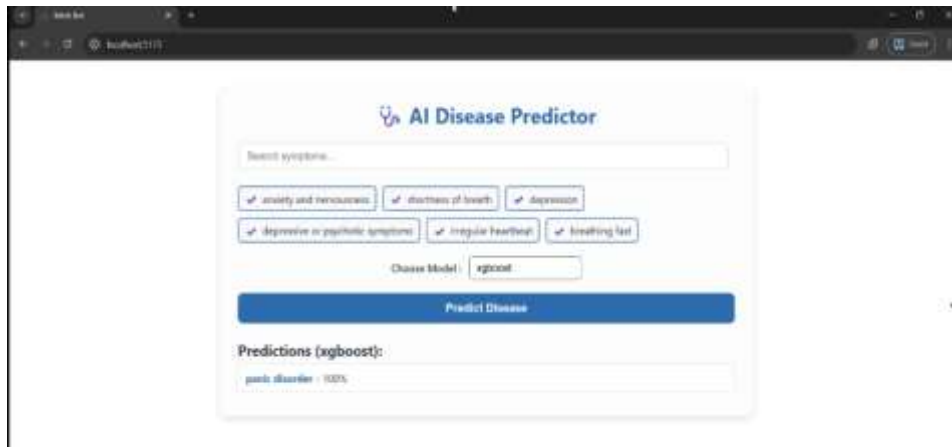 AI Disease Predictor
Search symptoms...
anxiety and nervousness shortness of breath depression
depressive or psychotic symptoms irregular heartbeat breathing fast
Choose Model : xgboost
Predict Disease
Predictions (xgboost):
panic disorder - 100%